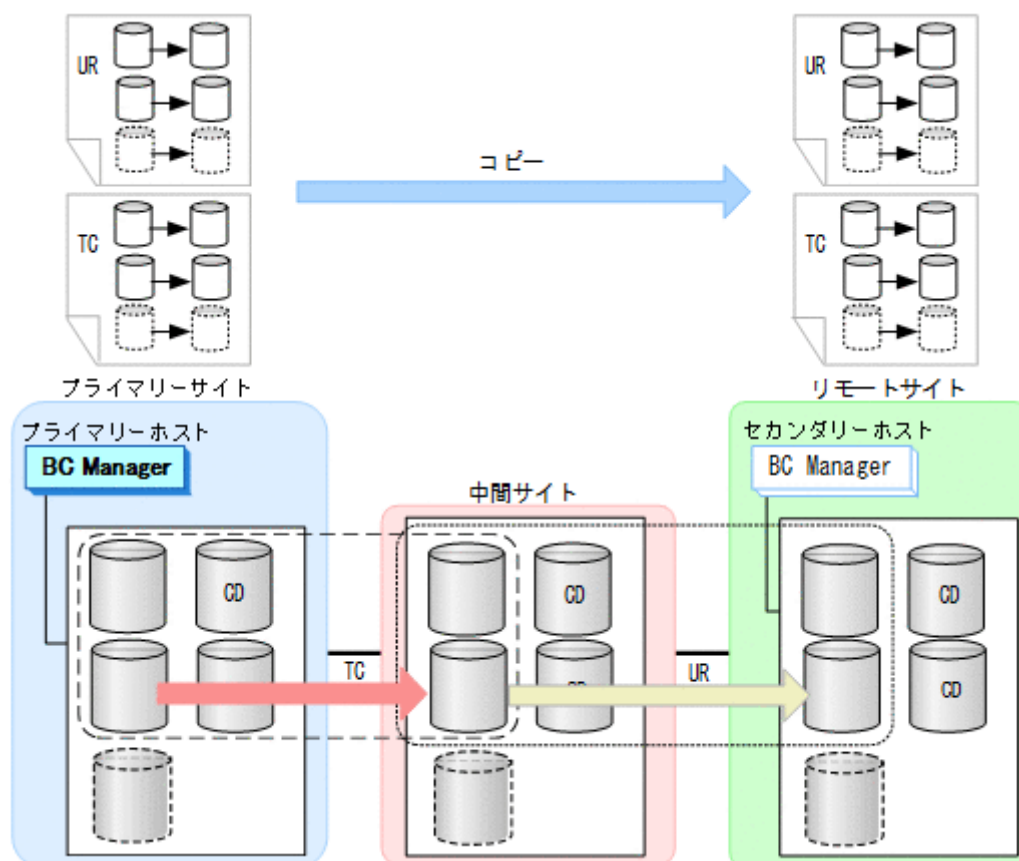 UR
UR
コピー
TC
TC
プライマリーサイト
リモートサイト
プライマリーホスト
セカンダリーホスト
BC Manager
BC Manager
中間サイト
CD
CD
CD
TC
UR
CD
CD